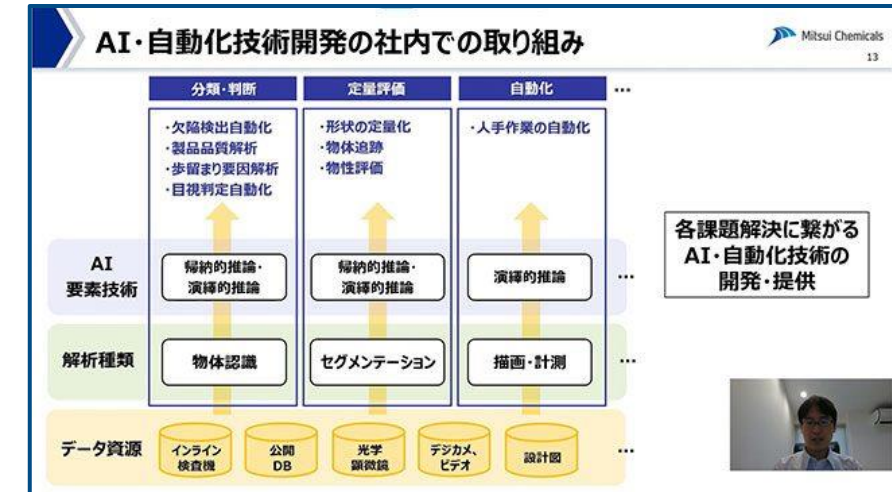 AI・自動化技術開発の社内での取り組み
Mitsui Chemicals
13
分類・判断
定量評価
自動化
…
・欠陥検出自動化
・製品品質解析
・歩留まり要因解析
・目視判定自動化
・形状の定量化
・物体追跡
・物性評価
・人手作業の自動化
各課題解決に繋がる
AI・自動化技術の
開発・提供
AI
要素技術
帰納的推論・
演繹的推論
帰納的推論・
演繹的推論
演繹的推論
…
解析種類
物体認識
セグメンテーション
描画・計測
…
データ資源
インライン
検査機
公開
DB
光学
顕微鏡
デジカメ、
ビデオ
設計図
…